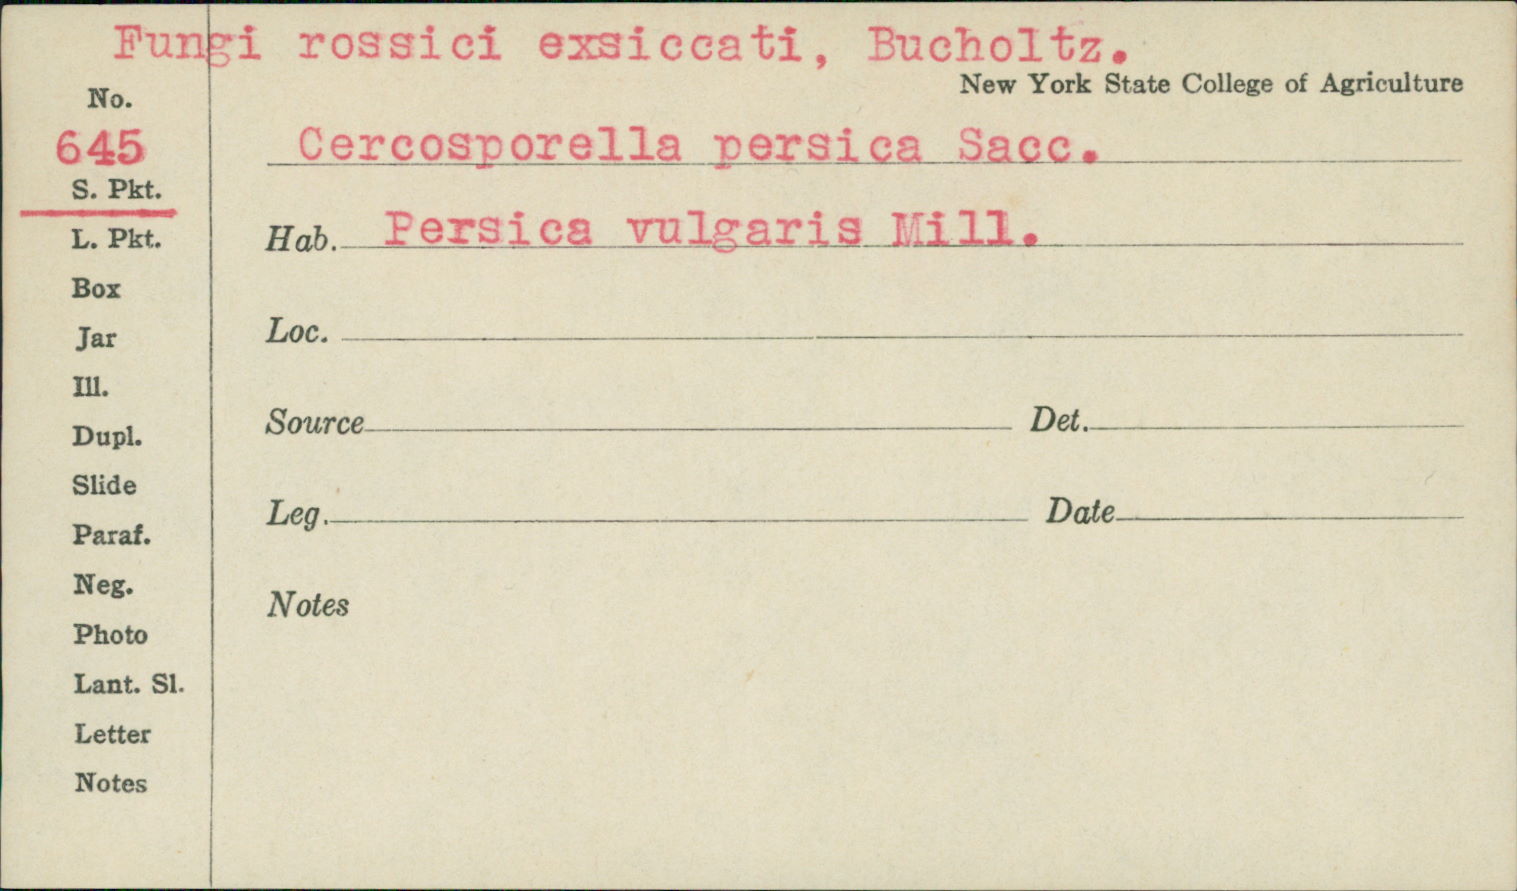 Fungi rossici exsiccati, Bucholtz.
New York State College of Agriculture
No.
645
Cercosporella persica Sacc.
S. Pkt.
L. Pkt.
Hab. Persica vulgaris Mill.
Box
Jar
Loc.
Ill.
Dupl.
Source Det.
Slide
Leg. Date
Paraf.
Neg.
Notes
Photo
Lant. Sl.
Letter
Notes